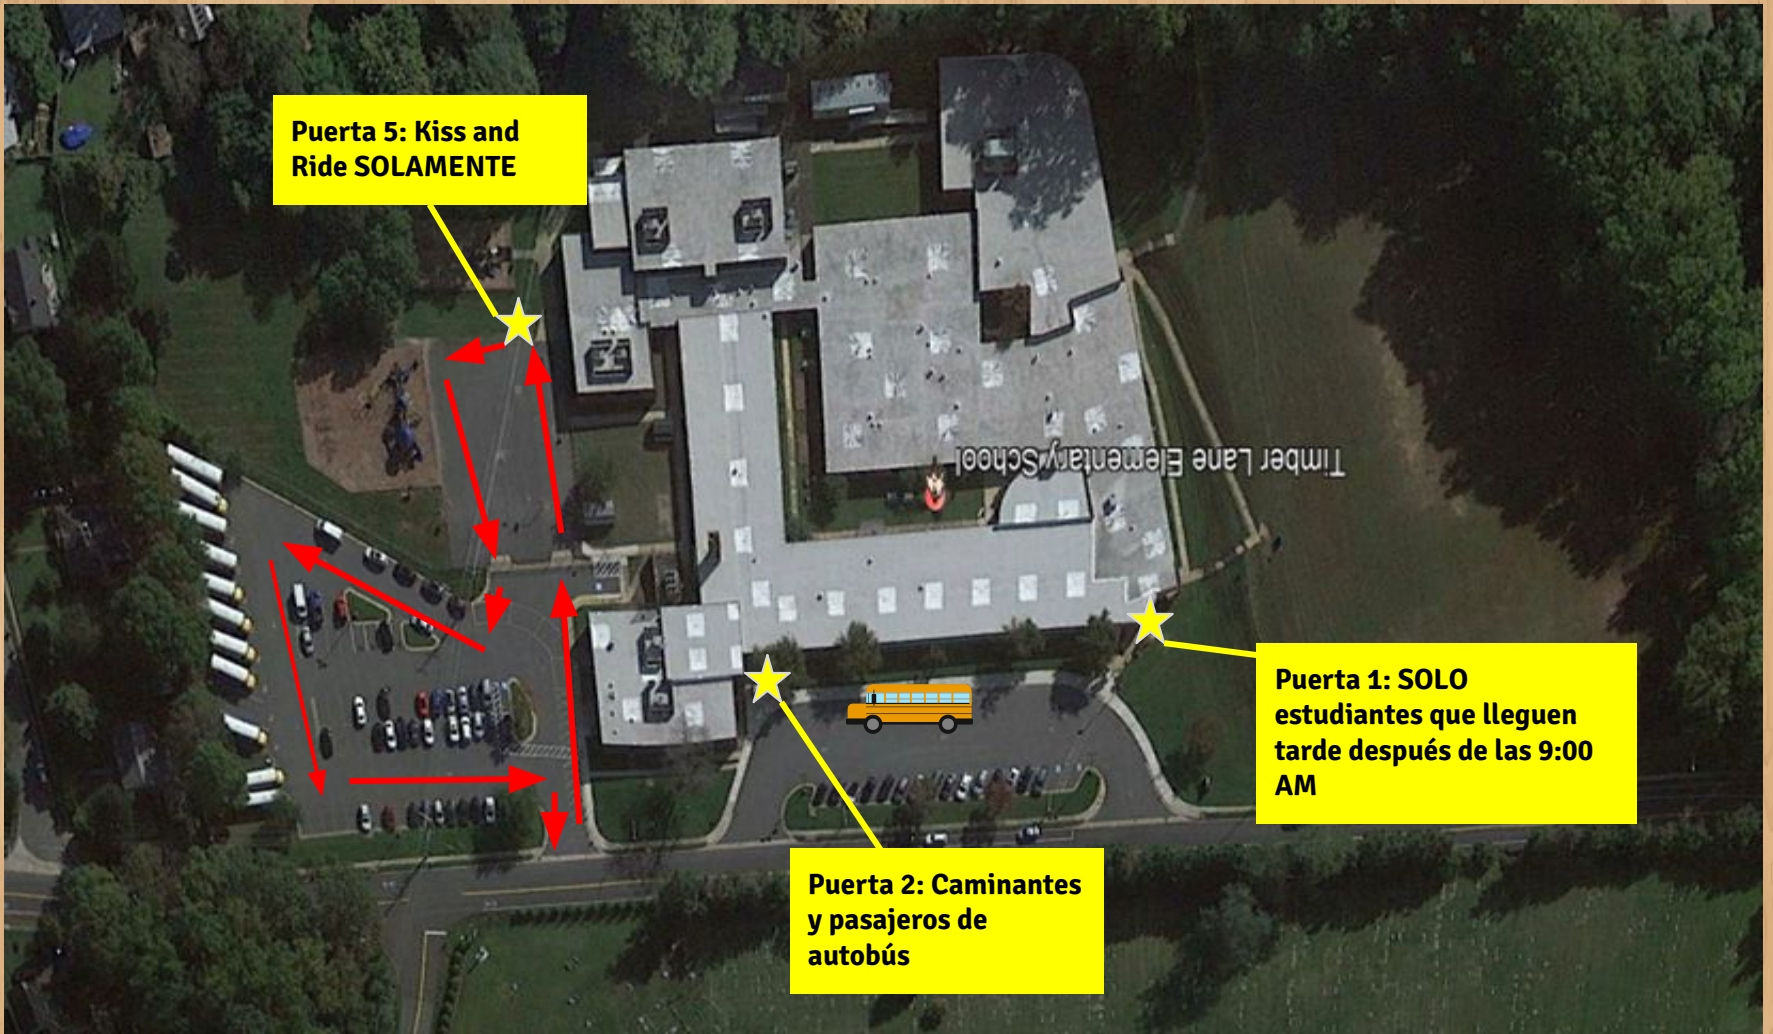 Puerta 5: Kiss and
Ride SOLAMENTE
Timber Lane Elementary School
Puerta 1: SOLO
estudiantes que lleguen
tarde después de las 9:00
AM
Puerta 2: Caminantes
y pasajeros de
autobús